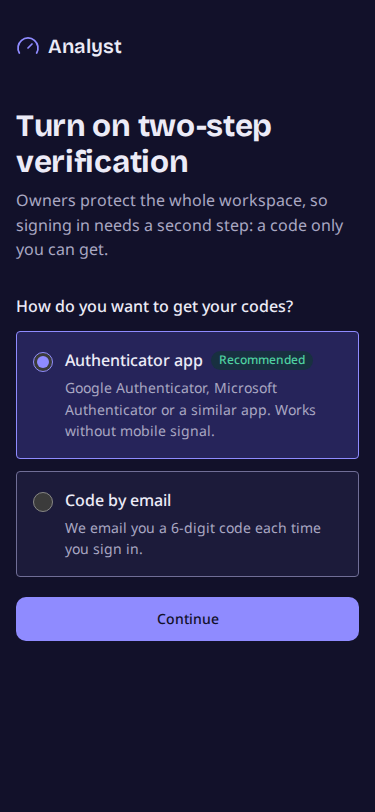 Analyst
Turn on two-step
verification
Owners protect the whole workspace, so
signing in needs a second step: a code only
you can get.
How do you want to get your codes?
Authenticator app Recommended
Google Authenticator, Microsoft
Authenticator or a similar app. Works
without mobile signal.
Code by email
We email you a 6-digit code each time
you sign in.
Continue